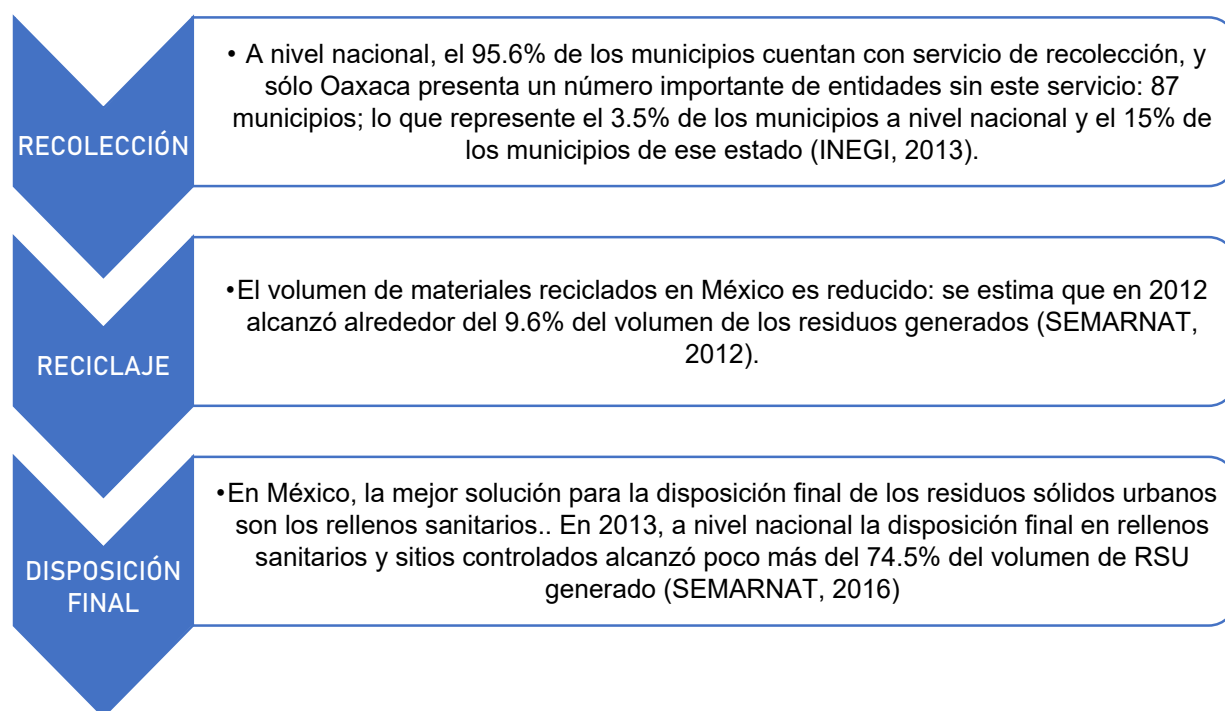 RECOLECCIÓN
• A nivel nacional, el 95.6% de los municipios cuentan con servicio de recolección, y
sólo Oaxaca presenta un número importante de entidades sin este servicio: 87
municipios; lo que represente el 3.5% de los municipios a nivel nacional y el 15% de
los municipios de ese estado (INEGI, 2013).
RECICLAJE
•El volumen de materiales reciclados en México es reducido: se estima que en 2012
alcanzó alrededor del 9.6% del volumen de los residuos generados (SEMARNAT,
2012).
DISPOSICIÓN
FINAL
•En México, la mejor solución para la disposición final de los residuos sólidos urbanos
son los rellenos sanitarios.. En 2013, a nivel nacional la disposición final en rellenos
sanitarios y sitios controlados alcanzó poco más del 74.5% del volumen de RSU
generado (SEMARNAT, 2016)